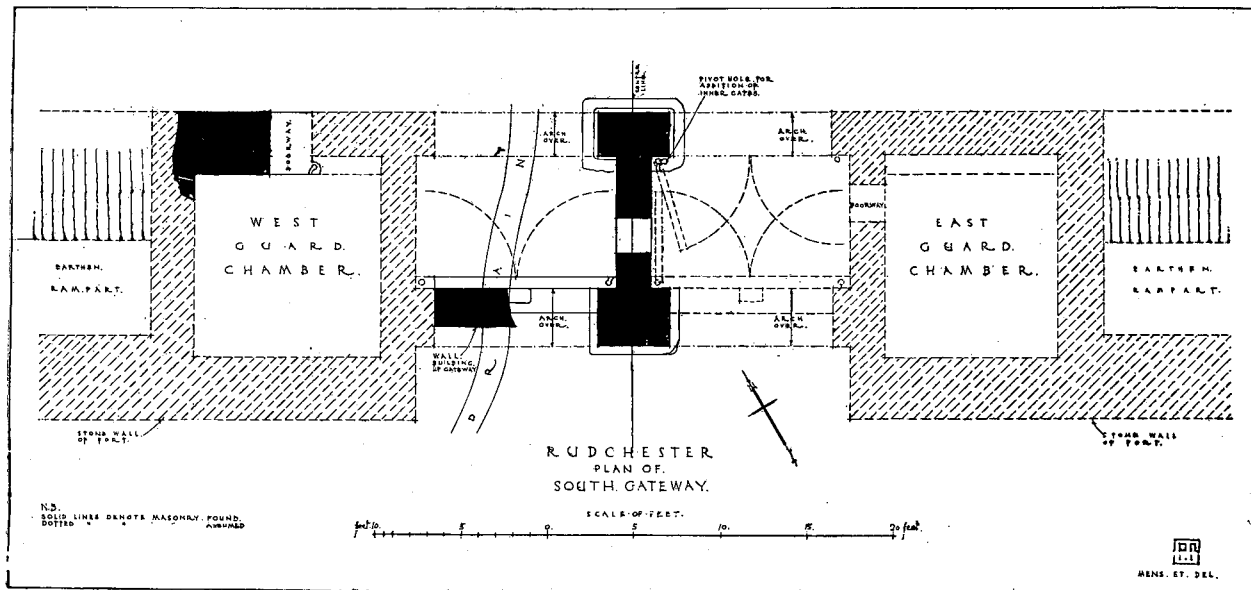 CENTRE
LINE
PIVOT HOLE FOR
ADDITION OF
INNER GATES.
DOORWAY.
ARCH
OVER.
ARCH
OVER.
WEST
GUARD.
CHAMBER.
DOORWAY
EAST
GUARD.
CHAMBER.
EARTHEN.
RAMPART.
EARTHEN.
RAMPART.
DRAIN
ARCH.
OVER.
ARCH
OVER.
WALL.
BUILDING
UP GATEWAY
STONE WALL.
OF FORT.
STONE WALL
OF FORT.
RUDCHESTER
PLAN OF.
SOUTH. GATEWAY.
SCALE·OF·FEET.
N.B.
SOLID LINES DENOTE MASONRY. FOUND.
DOTTED " " " ASSUMED
feet.10. 5 0. 5 10. 15. 20 feet.
MENS. ET. DEL.